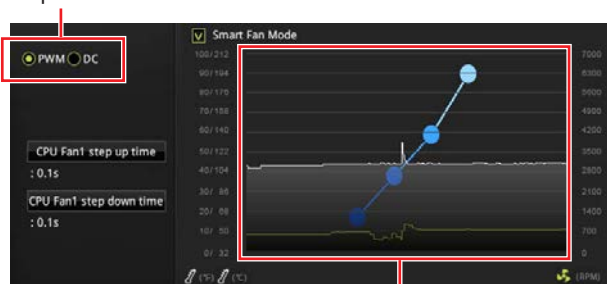 Smart Fan Mode
PWM DC
100/212 7000
90/194 6300
80/176 5600
70/158 4900
60/140 4200
CPU Fan1 step up time
50/122 3500
: 0.1s
40/104 2800
CPU Fan1 step down time
30/ 86 2100
20/ 68 1400
: 0.1s
10/ 50 700
0/ 32 0
(°F) (°C) (RPM)